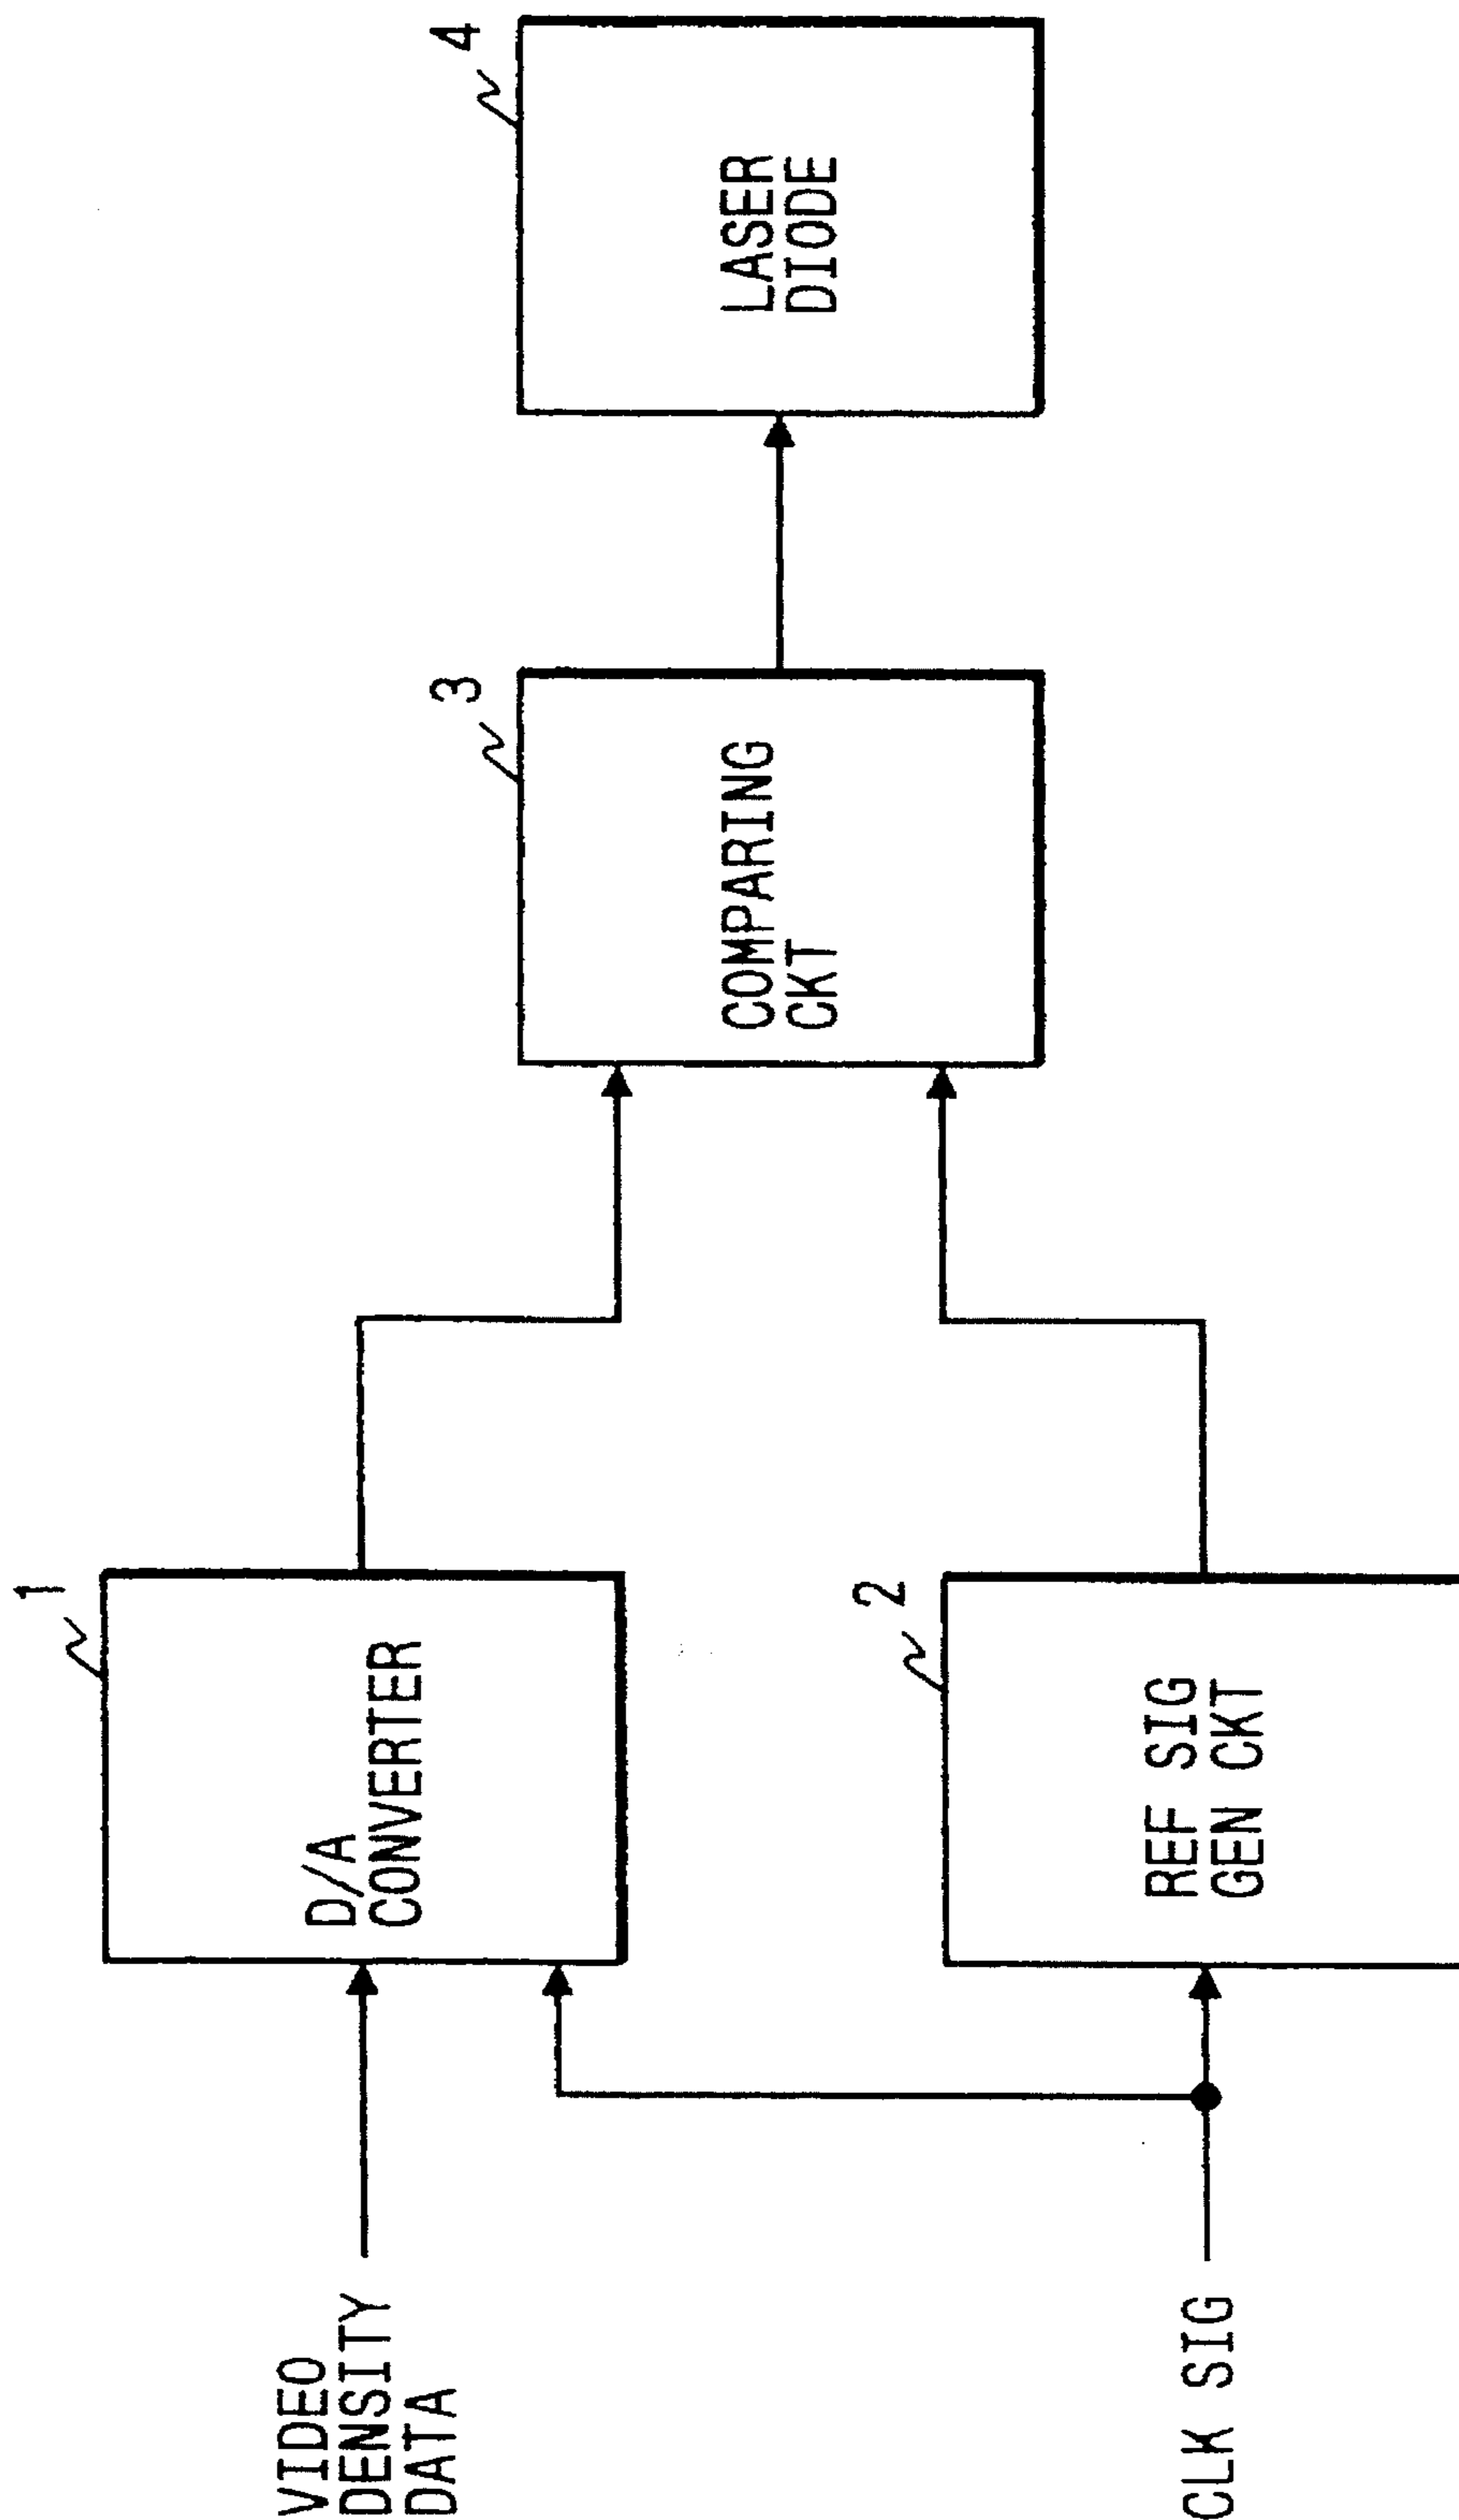 VIDEO
DENSITY
DATA
CLK SIG
1
D/A
CONVERTER
2
REF SIG
GEN CKT
3
COMPARING
CKT
4
LASER
DIODE